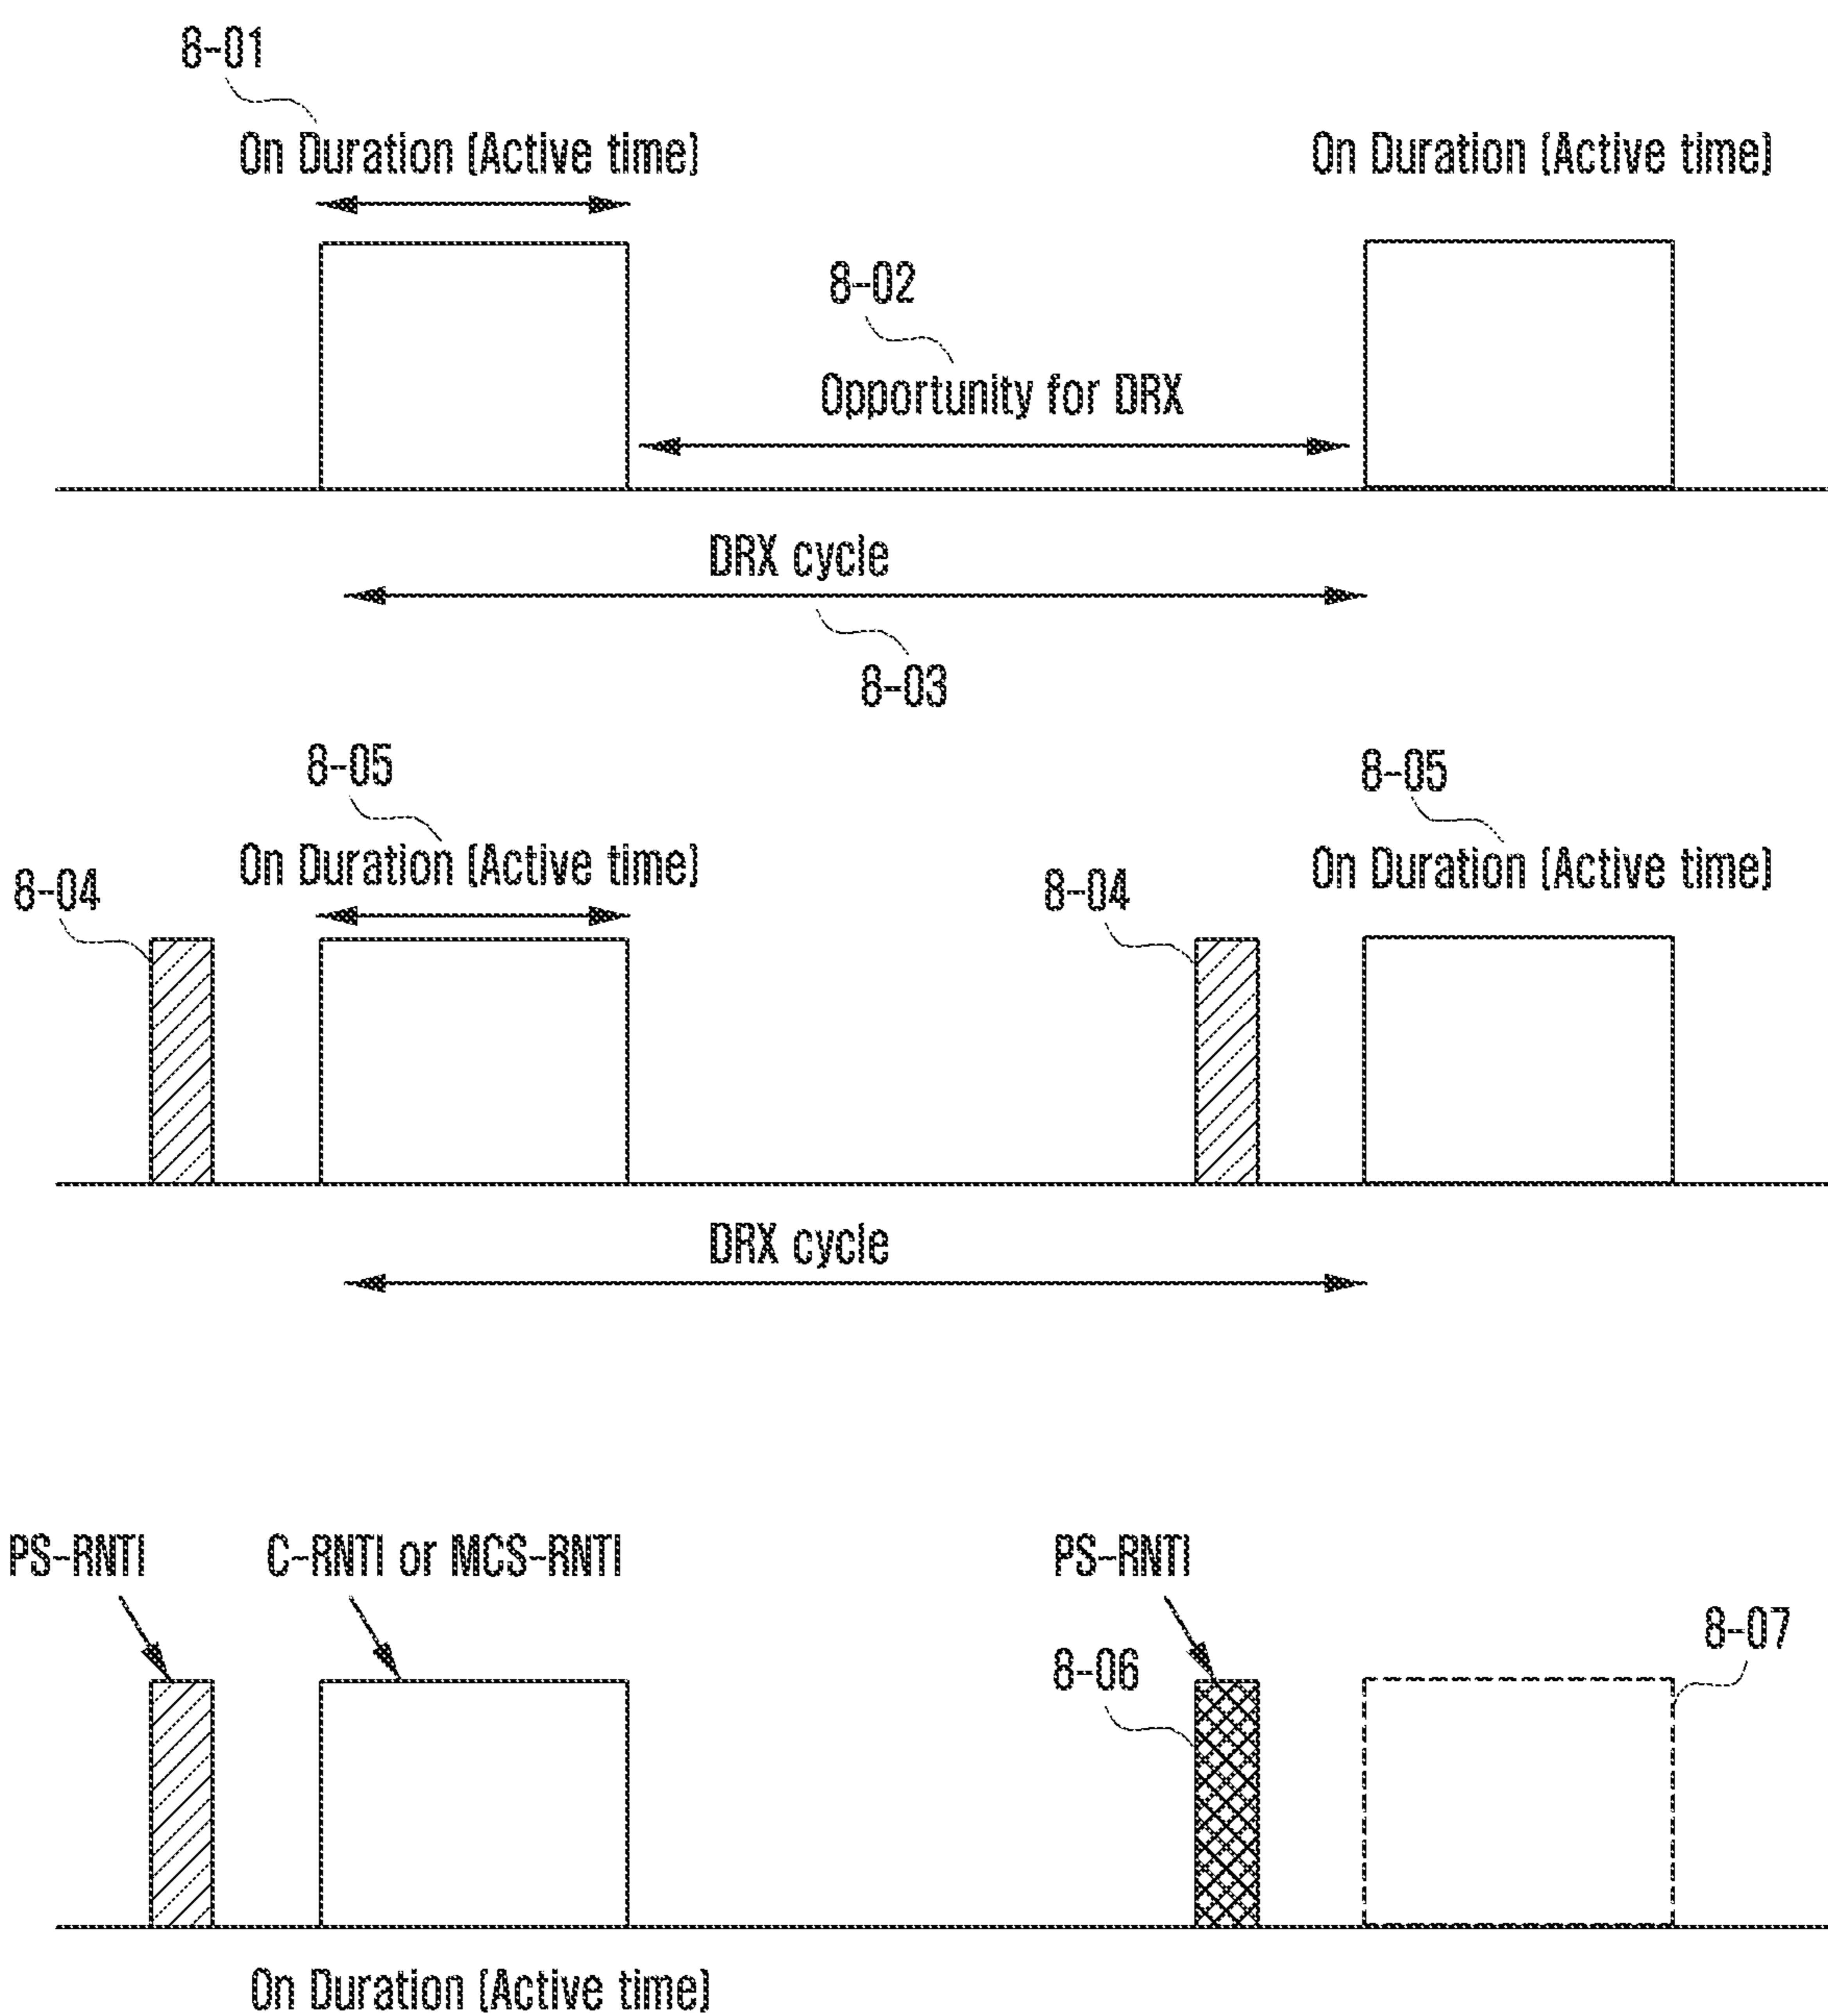 8-01
On Duration (Active time)
On Duration (Active time)
8-02
Opportunity for DRX
DRX cycle
8-03
8-05
8-05
On Duration (Active time)
On Duration (Active time)
8-04
8-04
DRX cycle
PS-RNTI
C-RNTI or MCS-RNTI
PS-RNTI
8-07
8-06
On Duration (Active time)